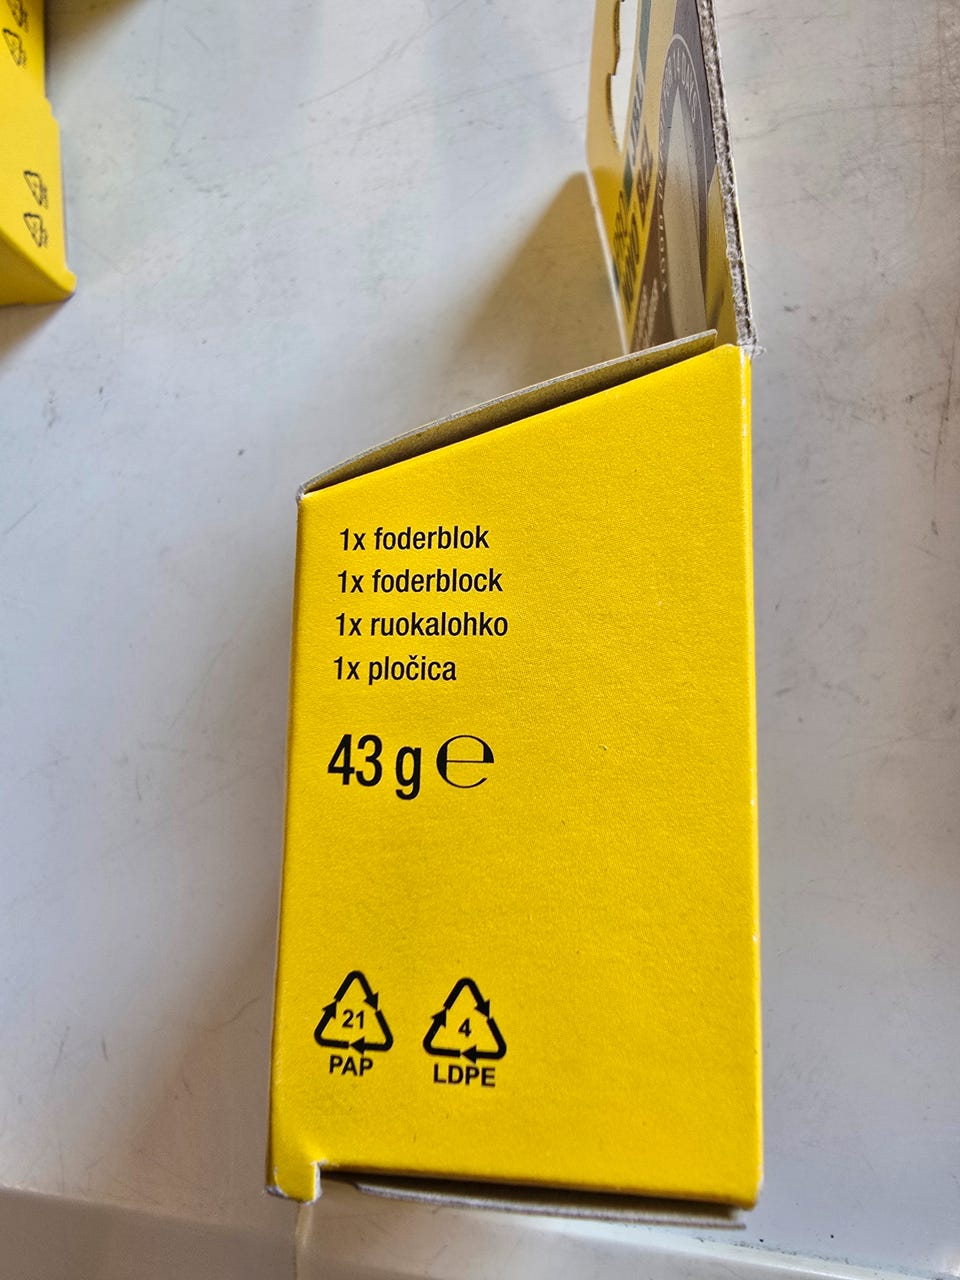 1x foderblok
1x foderblock
1x ruokalohko
1x pločica
43 g ℮
21
PAP
4
LDPE